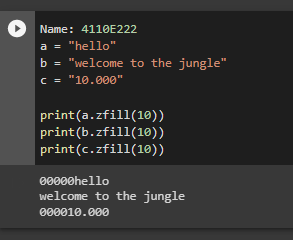 Name: 4110E222
a = "hello"
b = "welcome to the jungle"
c = "10.000"
print(a.zfill(10))
print(b.zfill(10))
print(c.zfill(10))
00000hello
welcome to the jungle
000010.000